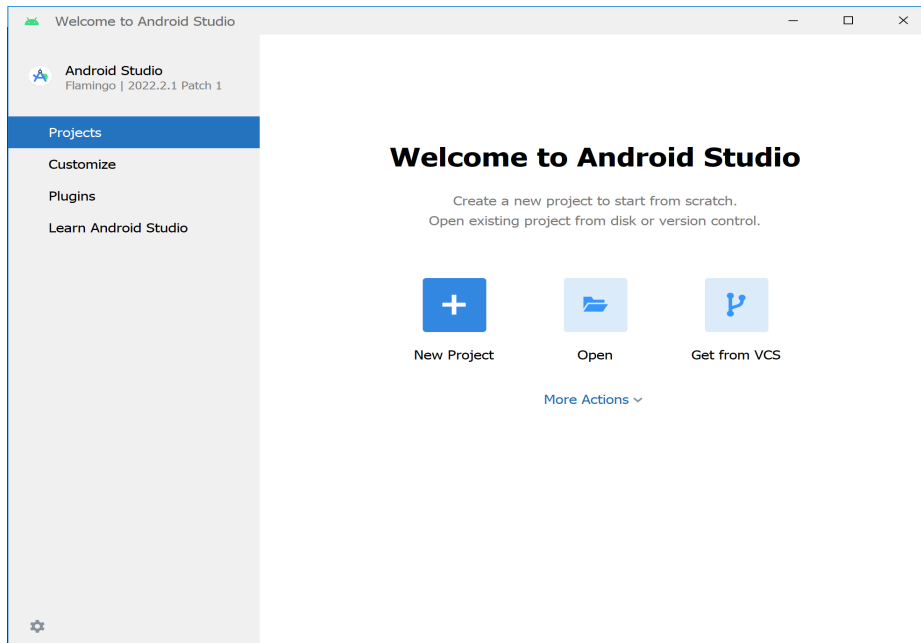 Welcome to Android Studio
Android Studio
Flamingo | 2022.2.1 Patch 1
Projects
Customize
Plugins
Learn Android Studio
Welcome to Android Studio
Create a new project to start from scratch.
Open existing project from disk or version control.
New Project
Open
Get from VCS
More Actions